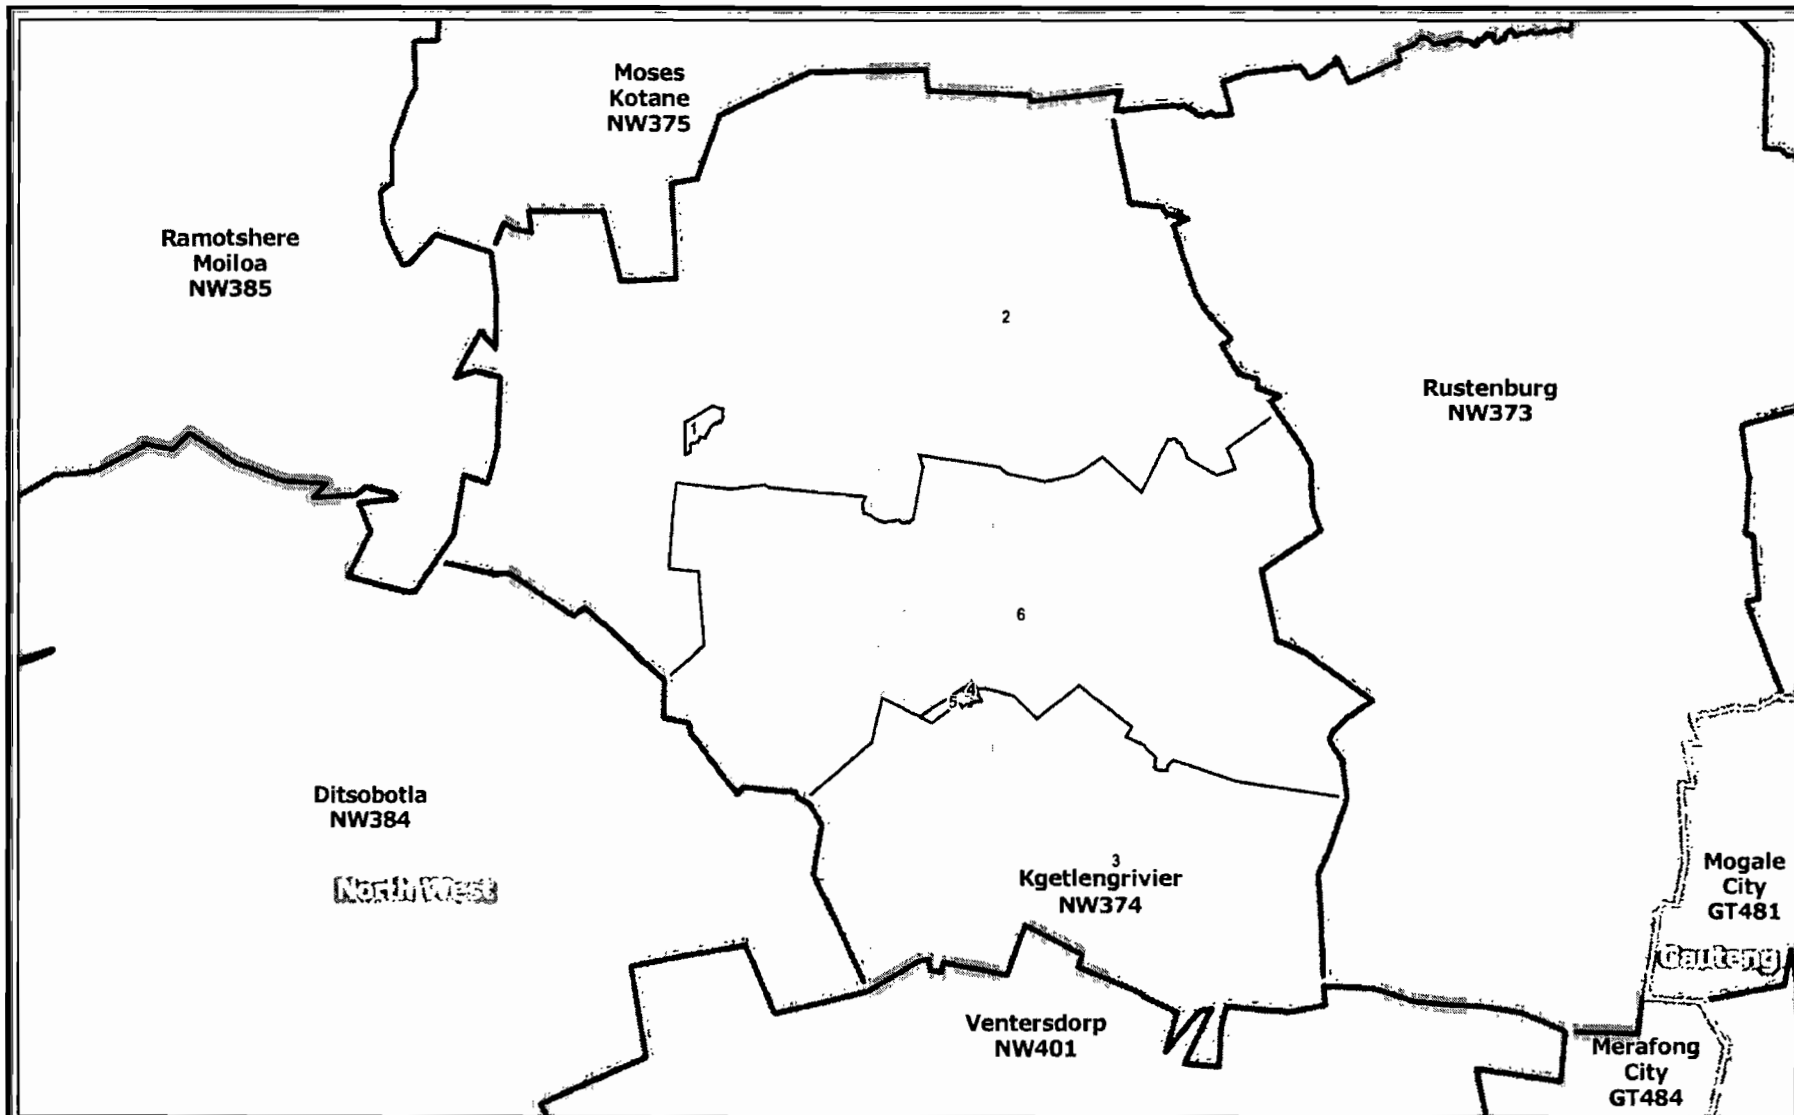 Moses
Kotane
NW375
Ramotshere
Moiloa
NW385
2
Rustenburg
NW373
1
6
4
5
Ditsobotla
NW384
North West
3
Kgetlengrivier
NW374
Mogale
City
GT481
Gauteng
Ventersdorp
NW401
Merafong
City
GT484